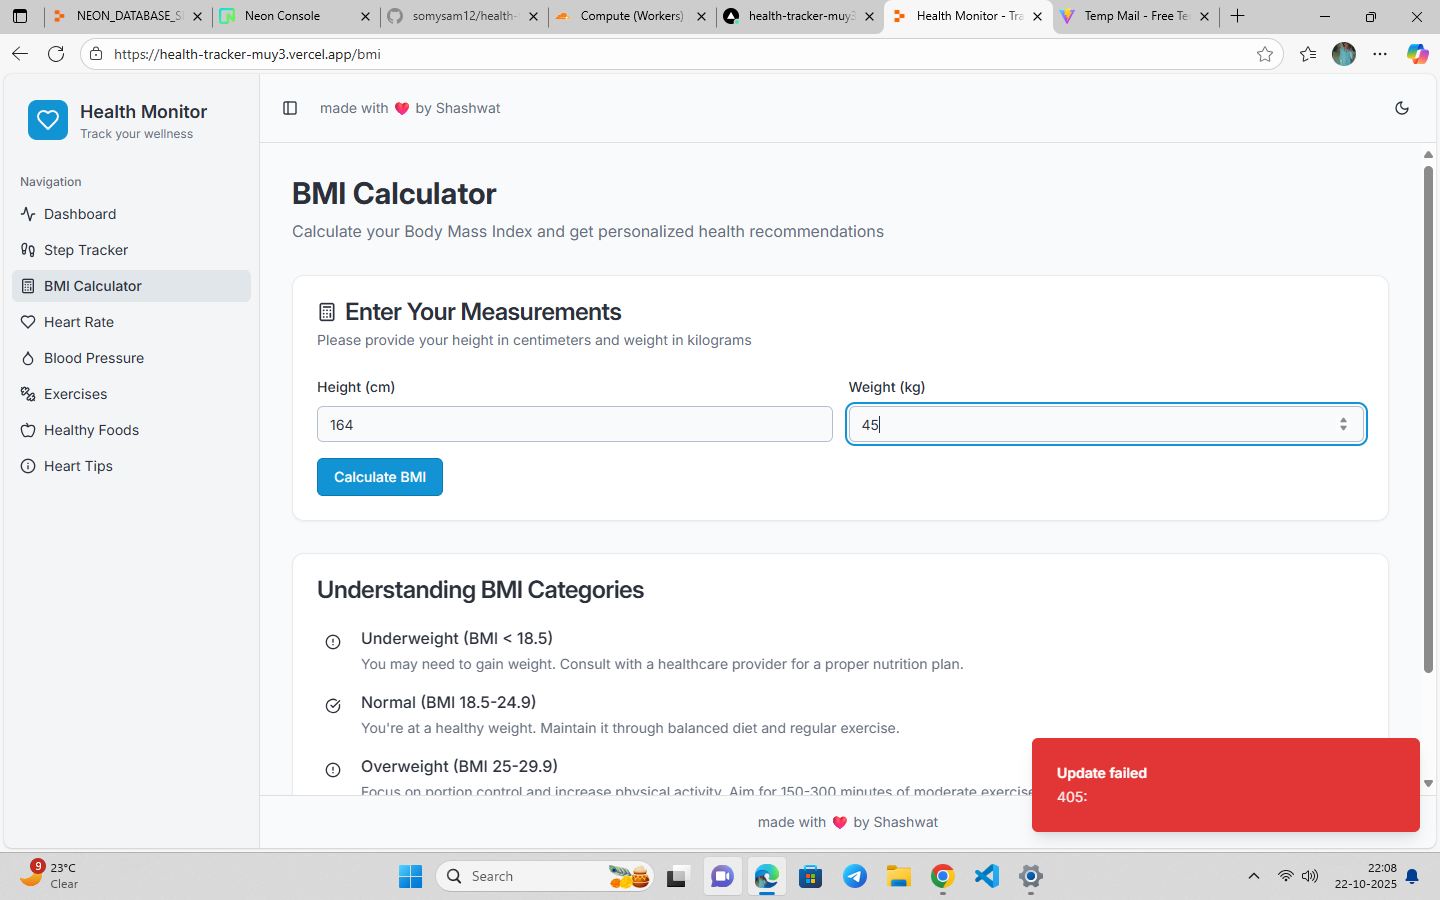 NEON_DATABASE_S
Neon Console
somysam12/health-
Compute (Workers)
health-tracker-muy3
Health Monitor - Tra
Temp Mail - Free Te
https://health-tracker-muy3.vercel.app/bmi
Health Monitor
Track your wellness
made with ❤️ by Shashwat
Navigation
Dashboard
Step Tracker
BMI Calculator
Heart Rate
Blood Pressure
Exercises
Healthy Foods
Heart Tips
BMI Calculator
Calculate your Body Mass Index and get personalized health recommendations
Enter Your Measurements
Please provide your height in centimeters and weight in kilograms
Height (cm)
Weight (kg)
164
45
Calculate BMI
Understanding BMI Categories
Underweight (BMI < 18.5)
You may need to gain weight. Consult with a healthcare provider for a proper nutrition plan.
Normal (BMI 18.5-24.9)
You're at a healthy weight. Maintain it through balanced diet and regular exercise.
Overweight (BMI 25-29.9)
Focus on portion control and increase physical activity. Aim for 150-300 minutes of moderate exercise
Update failed
405:
made with ❤️ by Shashwat
9
23°C
Clear
Search
22:08
22-10-2025